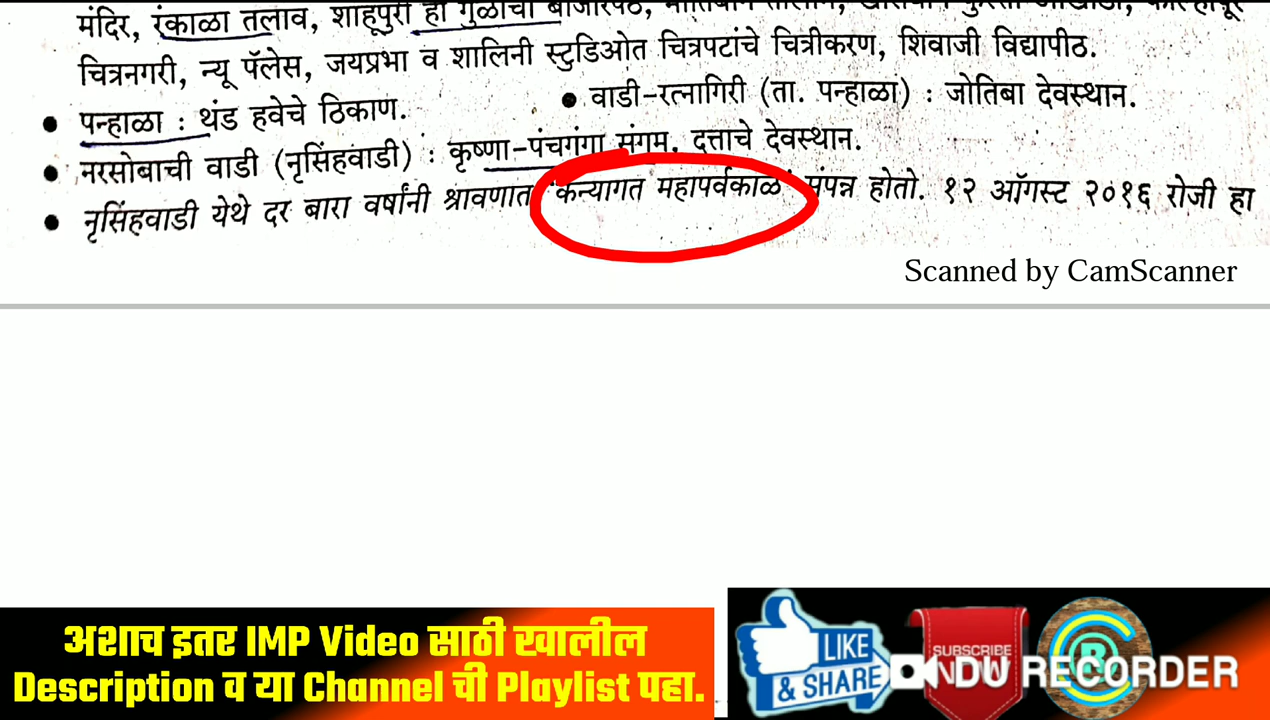 मंदिर, रंकाळा तलाव, शाहूपुरी ही गुळाची बाजारपेठ,
चित्रनगरी, न्यू पॅलेस, जयप्रभा व शालिनी स्टुडिओत चित्रपटांचे चित्रीकरण, शिवाजी विद्यापीठ.
● पन्हाळा : थंड हवेचे ठिकाण. ● वाडी-रत्नागिरी (ता. पन्हाळा) : जोतिबा देवस्थान.
● नरसोबाची वाडी (नृसिंहवाडी) : कृष्णा-पंचगंगा संगम, दत्ताचे देवस्थान.
● नृसिंहवाडी येथे दर बारा वर्षांनी श्रावणात 'कन्यागत महापर्वकाळ' संपन्न होतो. १२ ऑगस्ट २०१६ रोजी हा
Scanned by CamScanner
अशाच इतर IMP Video साठी खालील
Description व या Channel ची Playlist पहा.
LIKE
& SHARE
SUBSCRIBE
DU RECORDER